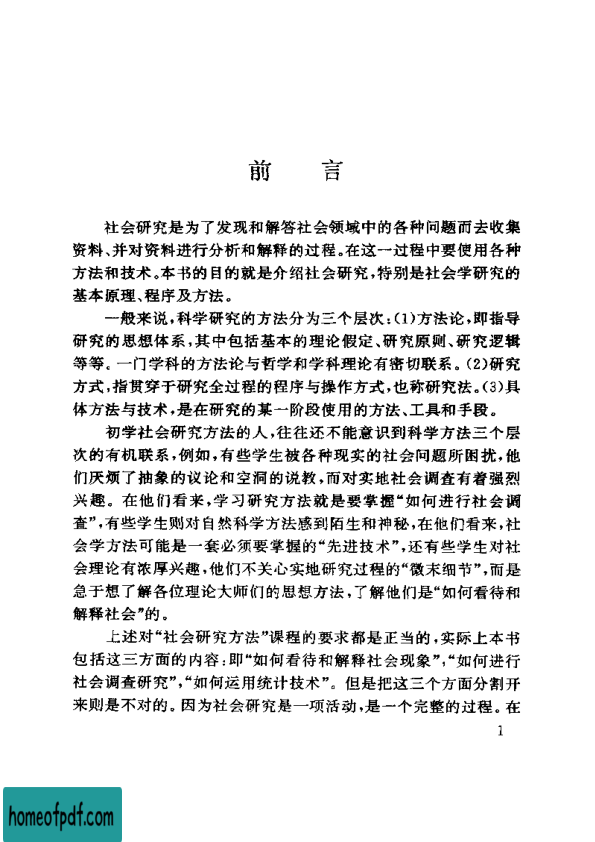 前 言
社会研究是为了发现和解答社会领域中的各种问题而去收集
资料、并对资料进行分析和解释的过程。在这一过程中要使用各种
方法和技术。本书的目的就是介绍社会研究,特别是社会学研究的
基本原理、程序及方法。
一般来说,科学研究的方法分为三个层次:(1)方法论,即指导
研究的思想体系,其中包括基本的理论假定、研究原则、研究逻辑
等等。一门学科的方法论与哲学和学科理论有密切联系。(2)研究
方式,指贯穿于研究全过程的程序与操作方式,也称研究法。(3)具
体方法与技术,是在研究的某一阶段使用的方法、工具和手段。
初学社会研究方法的人,往往还不能意识到科学方法三个层
次的有机联系,例如,有些学生被各种现实的社会问题所困扰,他
们厌烦了抽象的议论和空洞的说教,而对实地社会调查有着强烈
兴趣。在他们看来,学习研究方法就是要掌握“如何进行社会调
查”,有些学生则对自然科学方法感到陌生和神秘,在他们看来,社
会学方法可能是一套必须要掌握的“先进技术”,还有些学生对社
会理论有浓厚兴趣,他们不关心实地研究过程的“微末细节”,而是
急于想了解各位理论大师们的思想方法,了解他们是“如何看待和
解释社会”的。
上述对“社会研究方法”课程的要求都是正当的,实际上本书
包括这三方面的内容:即“如何看待和解释社会现象”,“如何进行
社会调查研究”,“如何运用统计技术”。但是把这三个方面分割开
来则是不对的。因为社会研究是一项活动,是一个完整的过程。在
1
homeofpdf.com